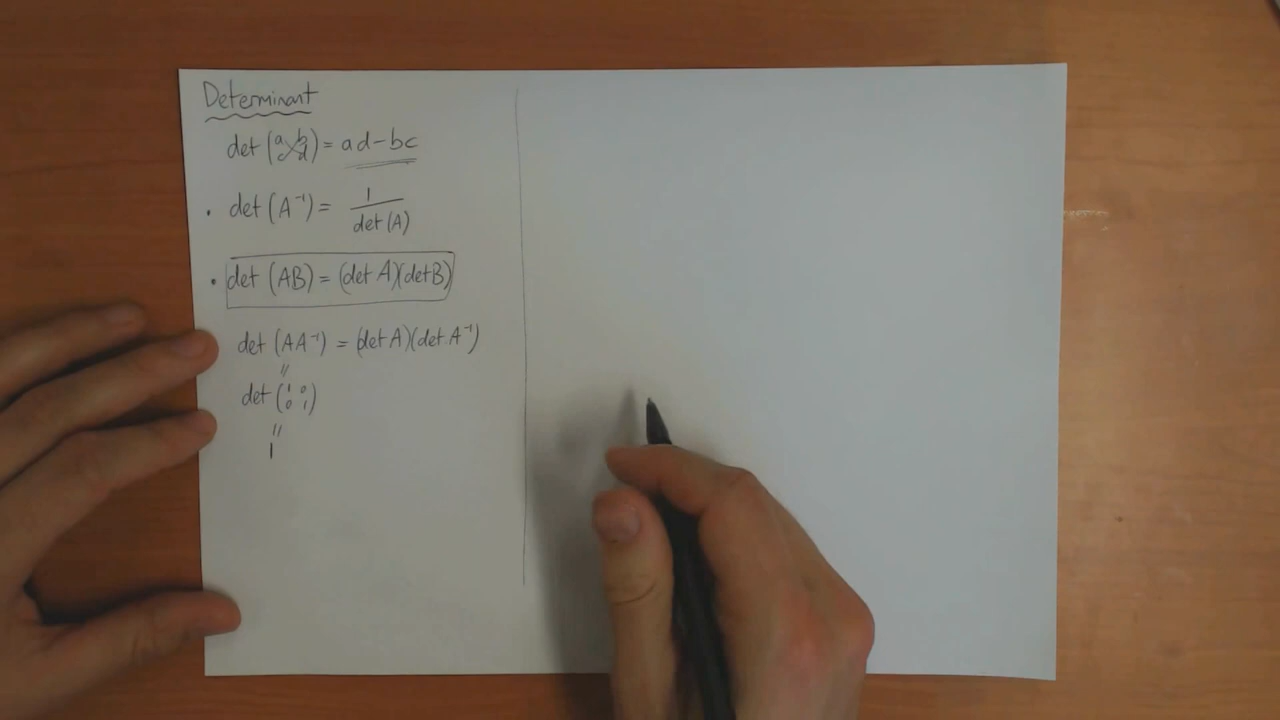 Determinant
det (a b c d) = ad-bc
• det (A⁻¹) = 1/det (A)
• det (AB) = (det A)(det B)
det (AA⁻¹) = (det A)(det A⁻¹)
"
det (1 0 0 1)
"
1